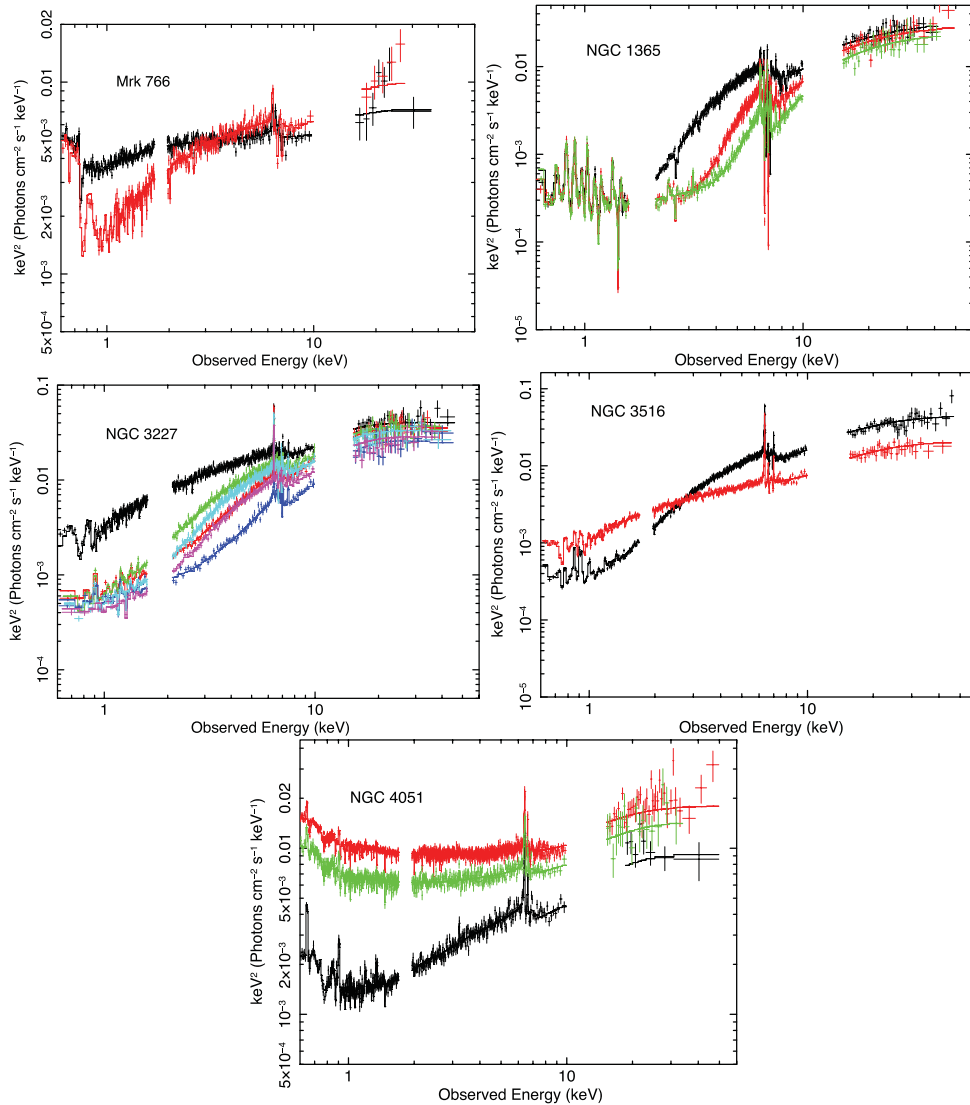 Mrk 766
keV² (Photons cm⁻² s⁻¹ keV⁻¹)
0.02
0.01
5×10⁻³
2×10⁻³
10⁻³
5×10⁻⁴
1
10
Observed Energy (keV)
NGC 1365
keV² (Photons cm⁻² s⁻¹ keV⁻¹)
0.01
10⁻³
10⁻⁴
10⁻⁵
1
10
Observed Energy (keV)
NGC 3227
keV² (Photons cm⁻² s⁻¹ keV⁻¹)
0.1
0.01
10⁻³
10⁻⁴
1
10
Observed Energy (keV)
NGC 3516
keV² (Photons cm⁻² s⁻¹ keV⁻¹)
0.1
0.01
10⁻³
10⁻⁴
10⁻⁵
1
10
Observed Energy (keV)
NGC 4051
keV² (Photons cm⁻² s⁻¹ keV⁻¹)
0.02
0.01
5×10⁻³
2×10⁻³
10⁻³
5×10⁻⁴
1
10
Observed Energy (keV)